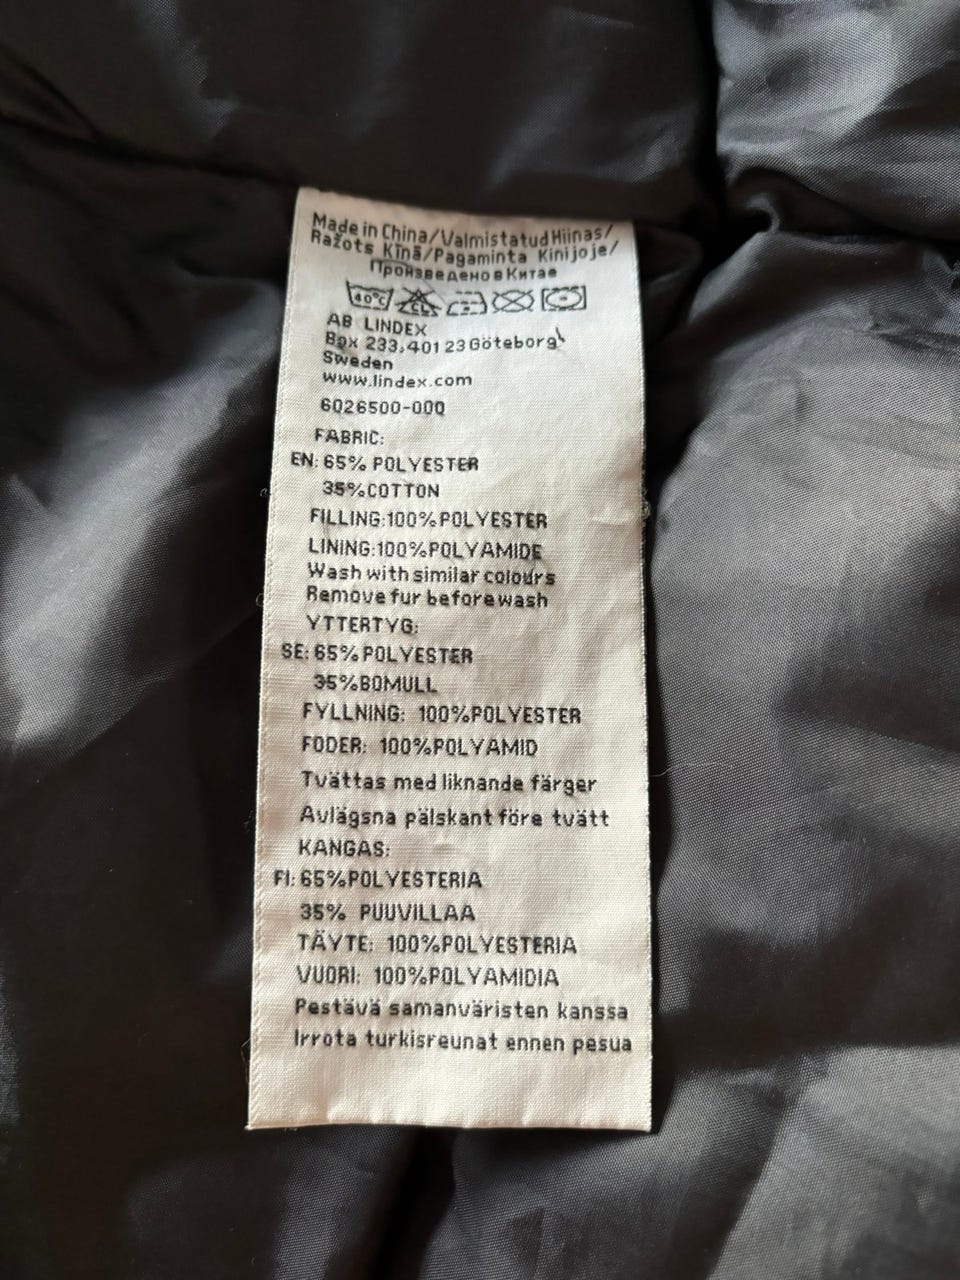 Made in China/Valmistatud Hiinas/
Ražots Ķīnā/Pagaminta Kinijoje/
Произведено в Китае
40°C CL
AB LINDEX
Box 233,401 23 Göteborg
Sweden
www.lindex.com
6026500-000
FABRIC:
EN: 65% POLYESTER
35%COTTON
FILLING:100%POLYESTER
LINING:100%POLYAMIDE
Wash with similar colours
Remove fur before wash
YTTERTYG:
SE: 65% POLYESTER
35%BOMULL
FYLLNING: 100%POLYESTER
FODER: 100%POLYAMID
Tvättas med liknande färger
Avlägsna pälskant före tvätt
KANGAS:
FI: 65%POLYESTERIA
35% PUUVILLAA
TÄYTE: 100%POLYESTERIA
VUORI: 100%POLYAMIDIA
Pestävä samanväristen kanssa
Irrota turkisreunat ennen pesua